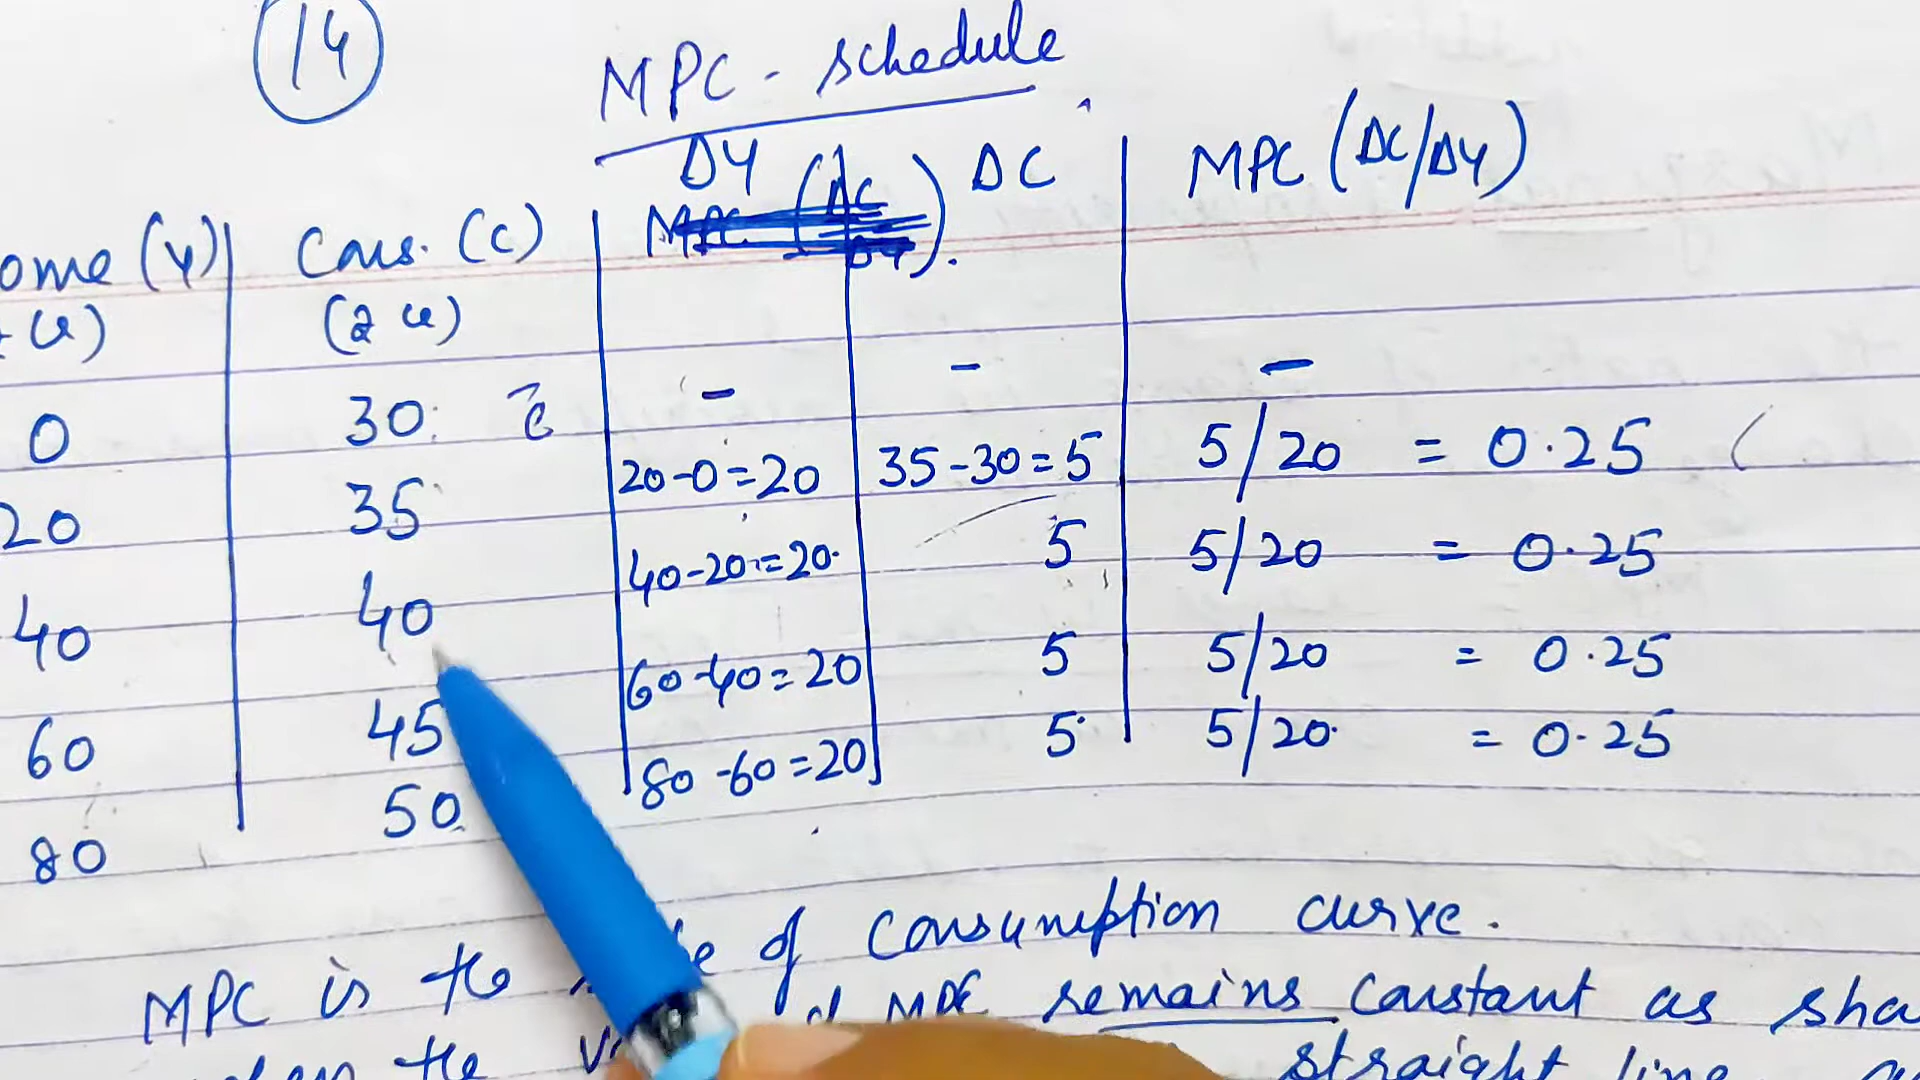 14
MPC - schedule
ΔY ΔC MPC (ΔC/ΔY)
ome (Y) Cons. (C)
0 30 c̄ - - -
20 35 20-0=20 35-30=5 5/20 = 0.25
40 40 40-20=20 5 5/20 = 0.25
60 45 60-40=20 5 5/20 = 0.25
80 50 80-60=20 5 5/20 = 0.25
MPC is the of consumption curve.
MPC remains constant as sha
the straight line